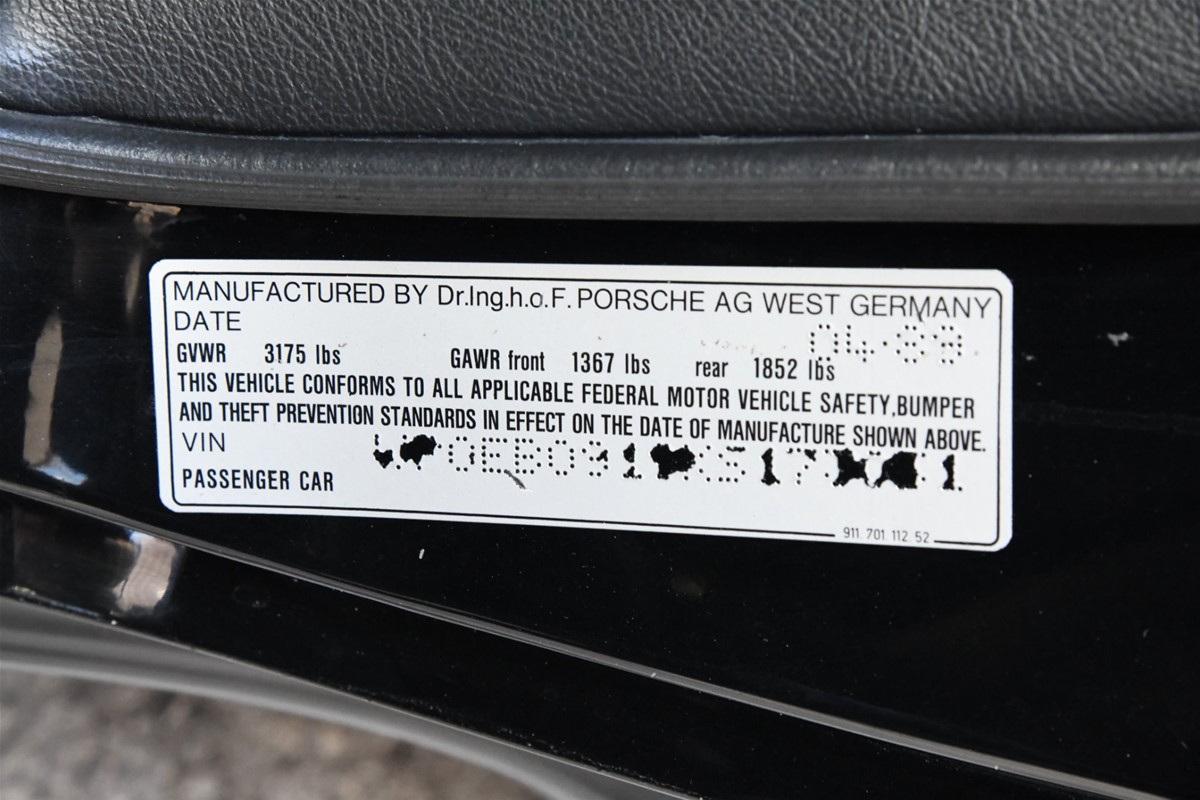 MANUFACTURED BY Dr.Ing.h.c.F. PORSCHE AG WEST GERMANY
DATE 04·89
GVWR 3175 lbs GAWR front 1367 lbs rear 1852 lbs
THIS VEHICLE CONFORMS TO ALL APPLICABLE FEDERAL MOTOR VEHICLE SAFETY,BUMPER
AND THEFT PREVENTION STANDARDS IN EFFECT ON THE DATE OF MANUFACTURE SHOWN ABOVE.
VIN
PASSENGER CAR
911. 701. 112. 52